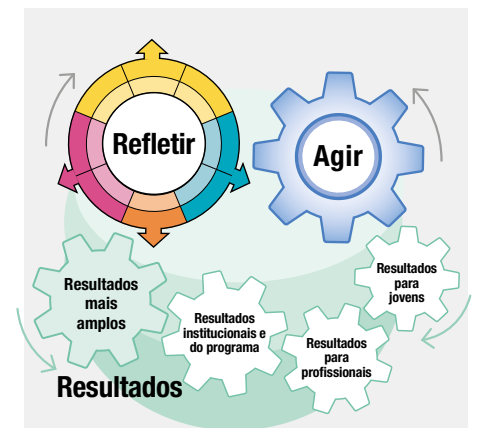 Refletir
Agir
Resultados
mais
amplos
Resultados
institucionais e
do programa
Resultados
para
profissionais
Resultados
para
jovens
Resultados